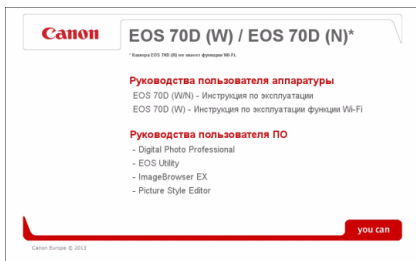 Canon
EOS 70D (W) / EOS 70D (N)*
* Камера EOS 70D (N) не имеет функции Wi-Fi.
Руководства пользователя аппаратуры
EOS 70D (W/N) - Инструкция по эксплуатации
EOS 70D (W) - Инструкция по эксплуатации функции Wi-Fi
Руководства пользователя ПО
- Digital Photo Professional
- EOS Utility
- ImageBrowser EX
- Picture Style Editor
you can
Canon Europe © 2013